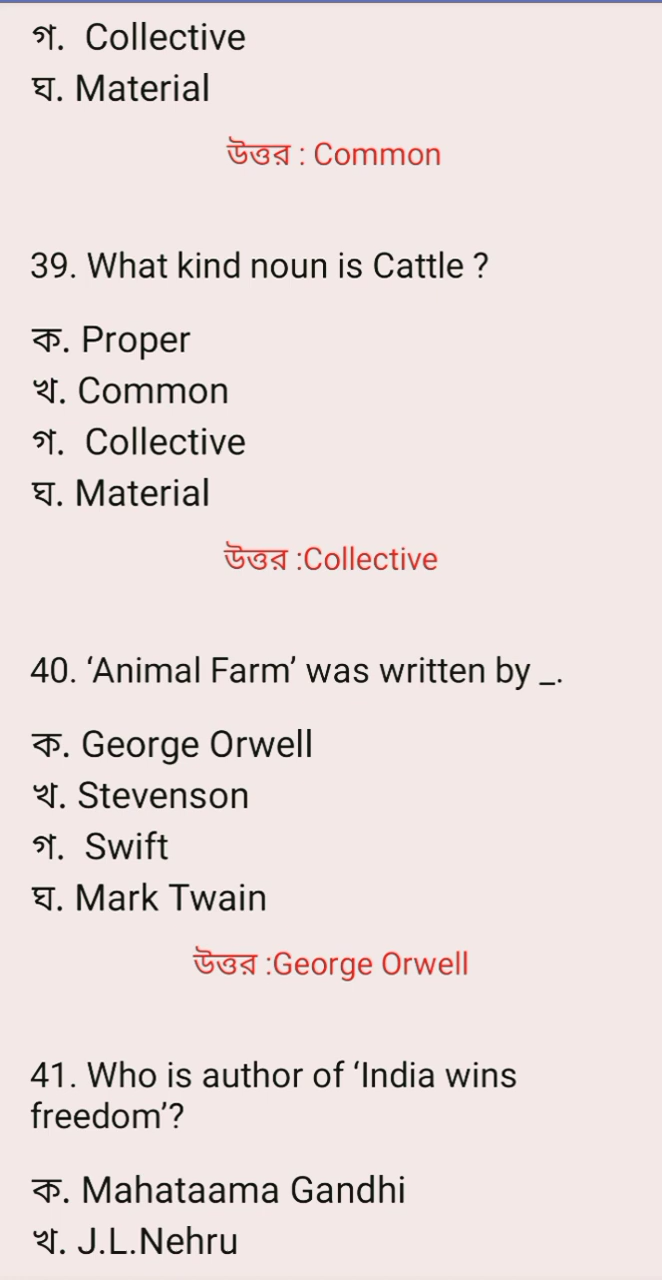 গ. Collective
ঘ. Material
উত্তর : Common
39. What kind noun is Cattle ?
ক. Proper
খ. Common
গ. Collective
ঘ. Material
উত্তর :Collective
40. ‘Animal Farm’ was written by _.
ক. George Orwell
খ. Stevenson
গ. Swift
ঘ. Mark Twain
উত্তর :George Orwell
41. Who is author of ‘India wins
freedom’?
ক. Mahataama Gandhi
খ. J.L.Nehru